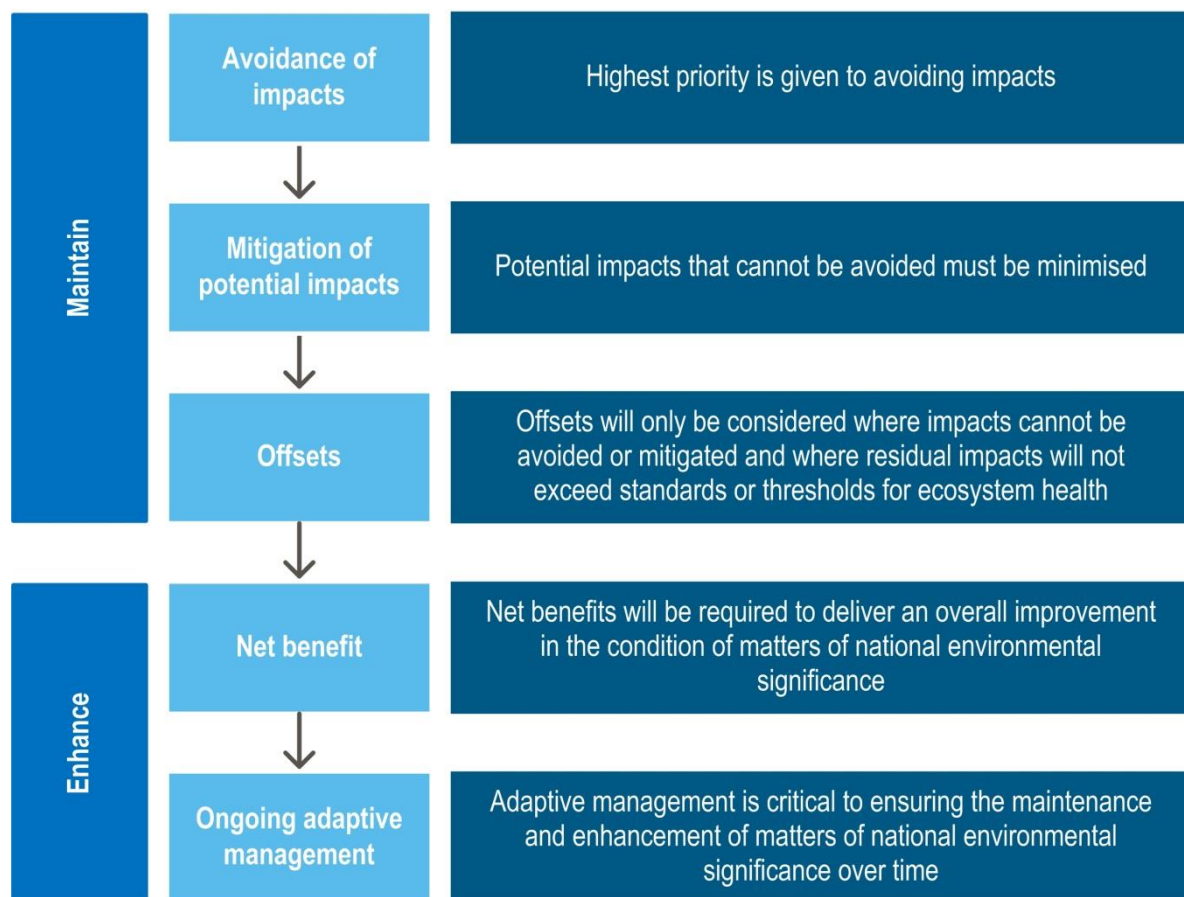 Maintain
Avoidance of
impacts
Highest priority is given to avoiding impacts
Mitigation of
potential impacts
Potential impacts that cannot be avoided must be minimised
Offsets
Offsets will only be considered where impacts cannot be
avoided or mitigated and where residual impacts will not
exceed standards or thresholds for ecosystem health
Enhance
Net benefit
Net benefits will be required to deliver an overall improvement
in the condition of matters of national environmental
significance
Ongoing adaptive
management
Adaptive management is critical to ensuring the maintenance
and enhancement of matters of national environmental
significance over time